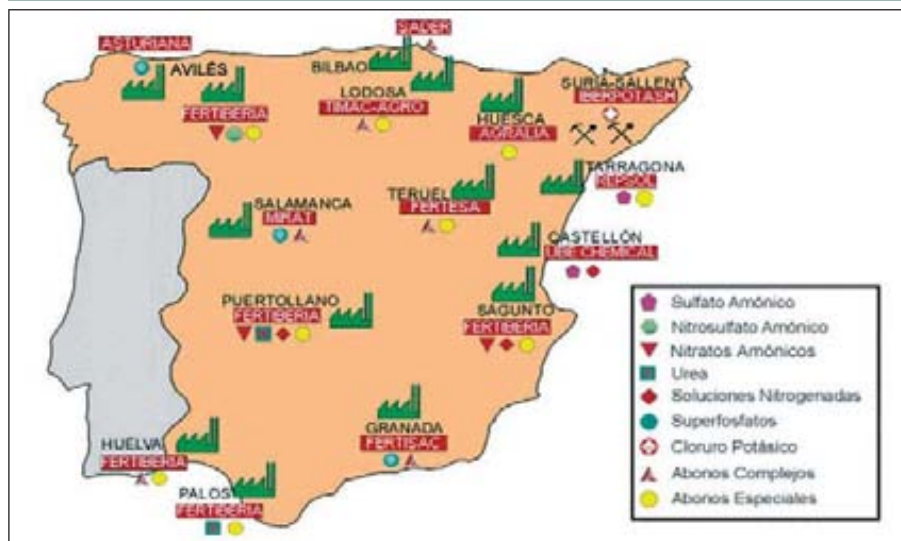 SADER
ASTURIANA
AVILÉS
BILBAO
FERTIBERIA
LODOSA
TIMAC-AGRO
HUESCA
AGRALIA
SURIA-SALLENT
IBERPOTASH
TARRAGONA
REPSOL
TERUEL
FERTESA
SALAMANCA
MIRAT
CASTELLÓN
UBE CHEMICAL
PUERTOLLANO
FERTIBERIA
SAGUNTO
FERTIBERIA
GRANADA
FERTISAC
HUELVA
FERTIBERIA
PALOS
FERTIBERIA
Sulfato Amónico
Nitrosulfato Amónico
Nitratos Amónicos
Urea
Soluciones Nitrogenadas
Superfosfatos
Cloruro Potásico
Abonos Complejos
Abonos Especiales